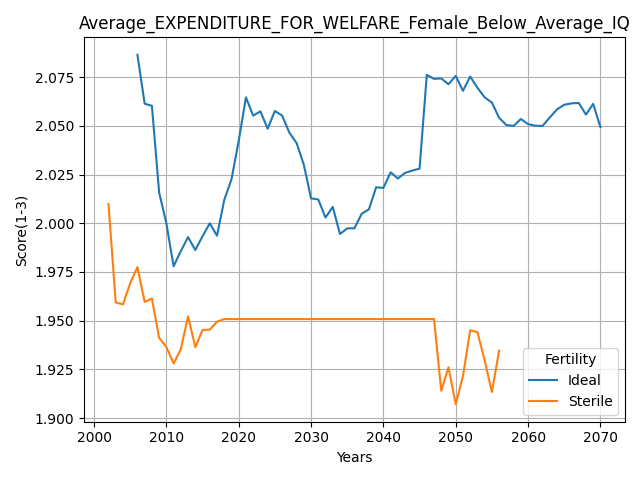 Average_EXPENDITURE_FOR_WELFARE_Female_Below_Average_IQ
2.075
2.050
2.025
2.000
1.975
1.950
1.925
1.900
Score(1-3)
2000 2010 2020 2030 2040 2050 2060 2070
Years
Fertility
Ideal
Sterile